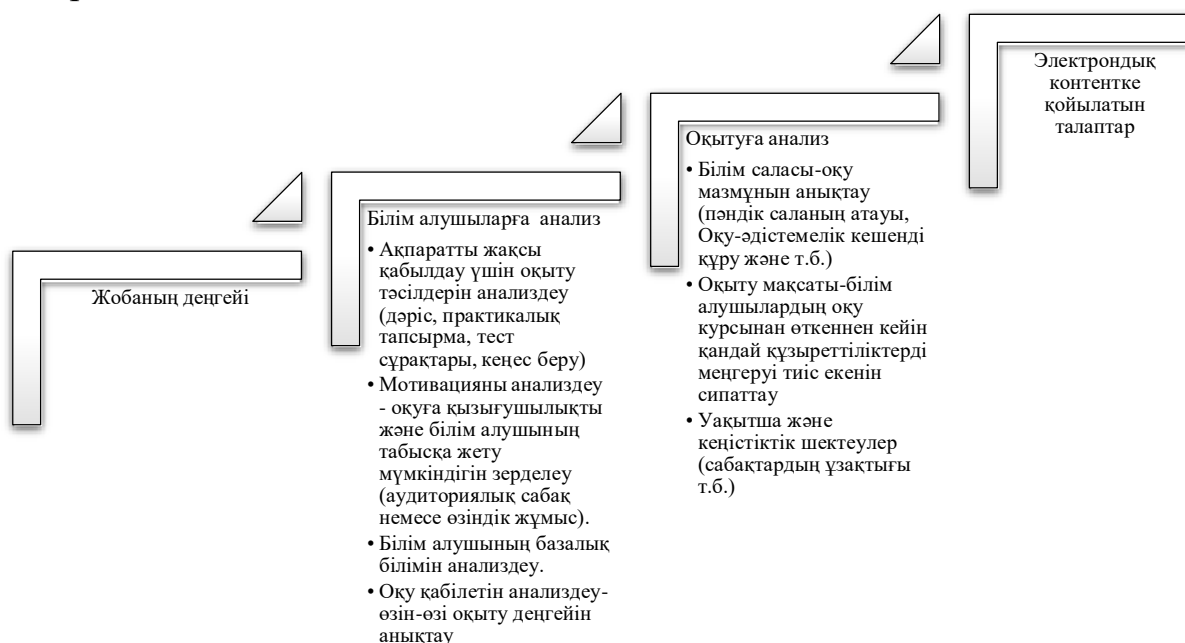 Жобаның деңгейі
Білім алушыларға анализ
• Ақпаратты жақсы
қабылдау үшін оқыту
тәсілдерін анализдеу
(дәріс, практикалық
тапсырма, тест
сұрақтары, кеңес беру)
• Мотивацияны анализдеу
- оқуға қызығушылықты
және білім алушының
табысқа жету
мүмкіндігін зерделеу
(аудиториялық сабақ
немесе өзіндік жұмыс).
• Білім алушының базалық
білімін анализдеу.
• Оқу қабілетін анализдеу-
өзін-өзі оқыту деңгейін
анықтау
Оқытуға анализ
• Білім саласы-оқу
мазмұнын анықтау
(пәндік саланың атауы,
Оқу-әдістемелік кешенді
құру және т.б.)
• Оқыту мақсаты-білім
алушылардың оқу
курсынан өткеннен кейін
қандай құзыреттіліктерді
меңгеруі тиіс екенін
сипаттау
• Уақытша және
кеңістіктік шектеулер
(сабақтардың ұзақтығы
т.б.)
Электрондық
контентке
қойылатын
талаптар